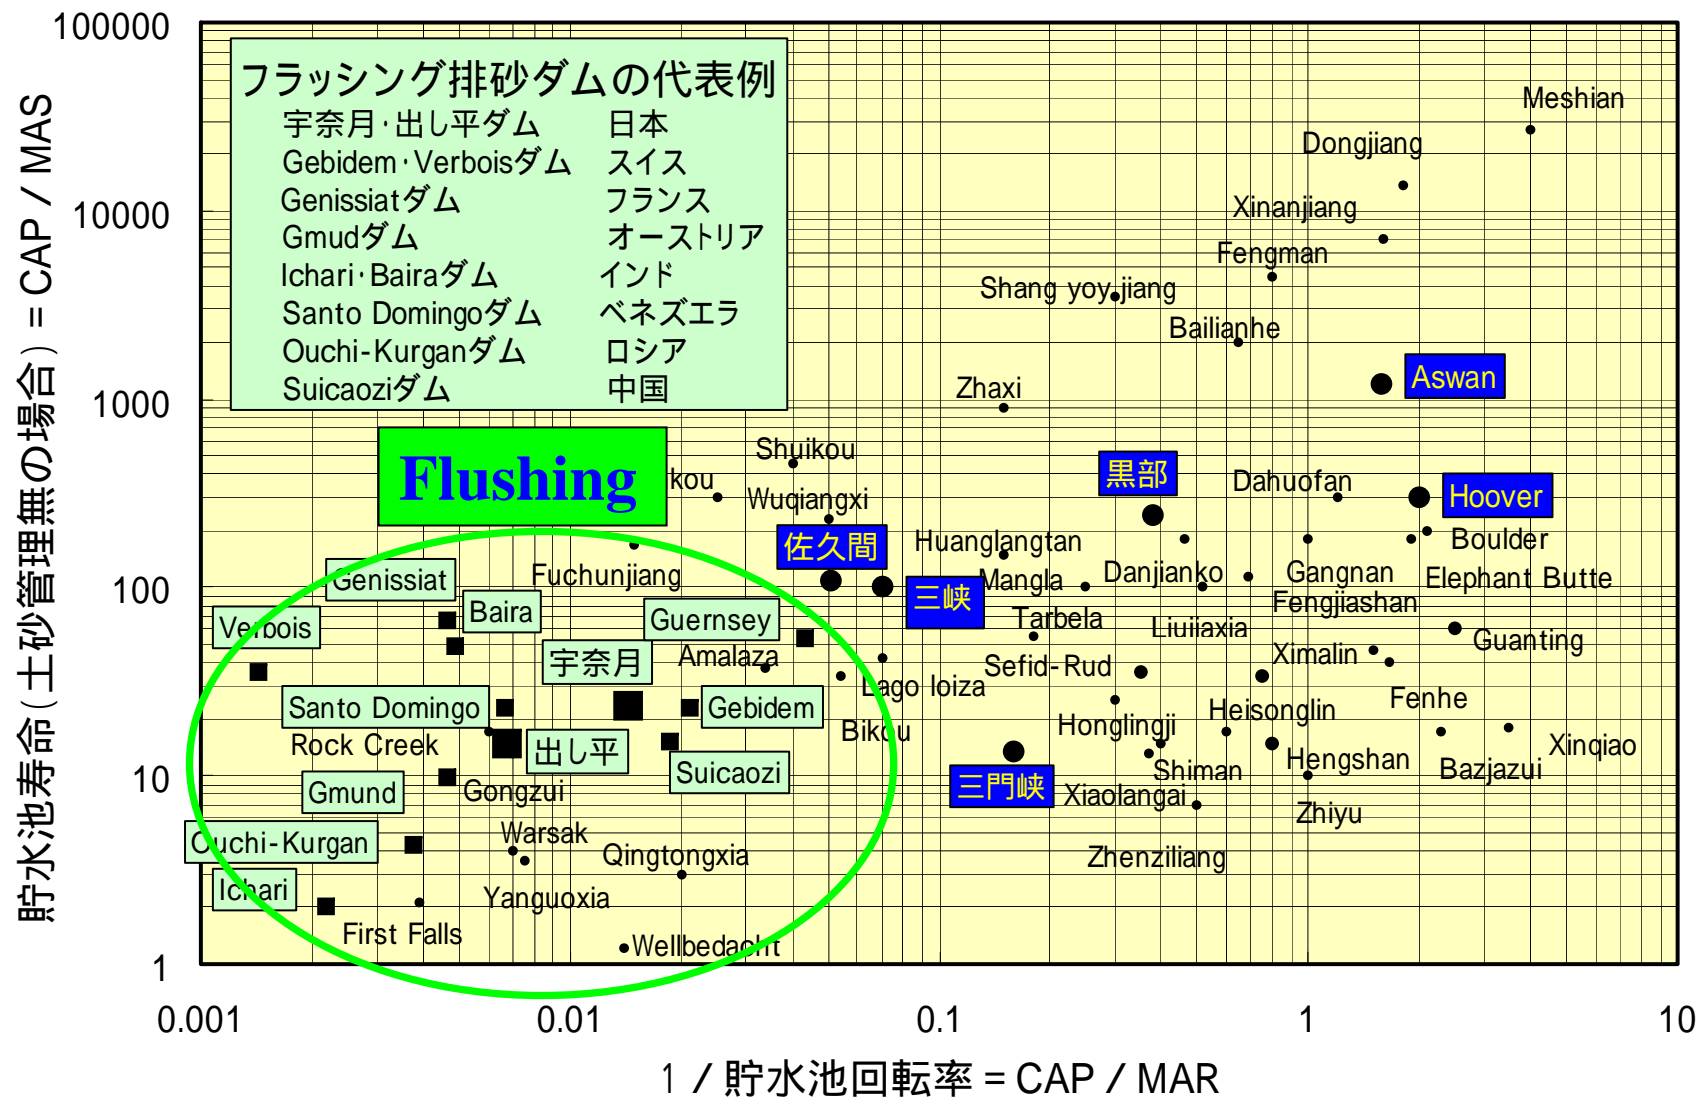 100000
10000
1000
100
10
1
貯水池寿命(土砂管理無の場合) = CAP / MAS
フラッシング排砂ダムの代表例
宇奈月・出し平ダム 日本
Gebidem・Verboisダム スイス
Genissiatダム フランス
Gmudダム オーストリア
Ichari・Bairaダム インド
Santo Domingoダム ベネズエラ
Ouchi-Kurganダム ロシア
Suicaoziダム 中国
Meshian
Dongjiang
Xinanjiang
Fengman
Shang yoy jiang
Bailianhe
Aswan
Zhaxi
Flushing
kou
Shuikou
Wuqiangxi
黒部
Dahuofan
Hoover
佐久間
Huanglangtan
Boulder
Genissiat
Fuchunjiang
三峡
Mangla
Danjianko
Gangnan
Elephant Butte
Fengjiashan
Verbois
Baira
Guernsey
Tarbela
Liujiaxia
Guanting
宇奈月
Amalaza
Sefid-Rud
Ximalin
Lago loiza
Fenhe
Santo Domingo
Gebidem
Honglingji
Heisonglin
Rock Creek
出し平
Bikou
Xinqiao
Suicaozi
三門峡
Shiman
Hengshan
Bazjazui
Gmund
Gongzui
Xiaolangai
Zhiyu
Ouchi-Kurgan
Warsak
Qingtongxia
Zhenziliang
Ichari
Yanguoxia
First Falls
Wellbedacht
0.001 0.01 0.1 1 10
1 / 貯水池回転率 = CAP / MAR